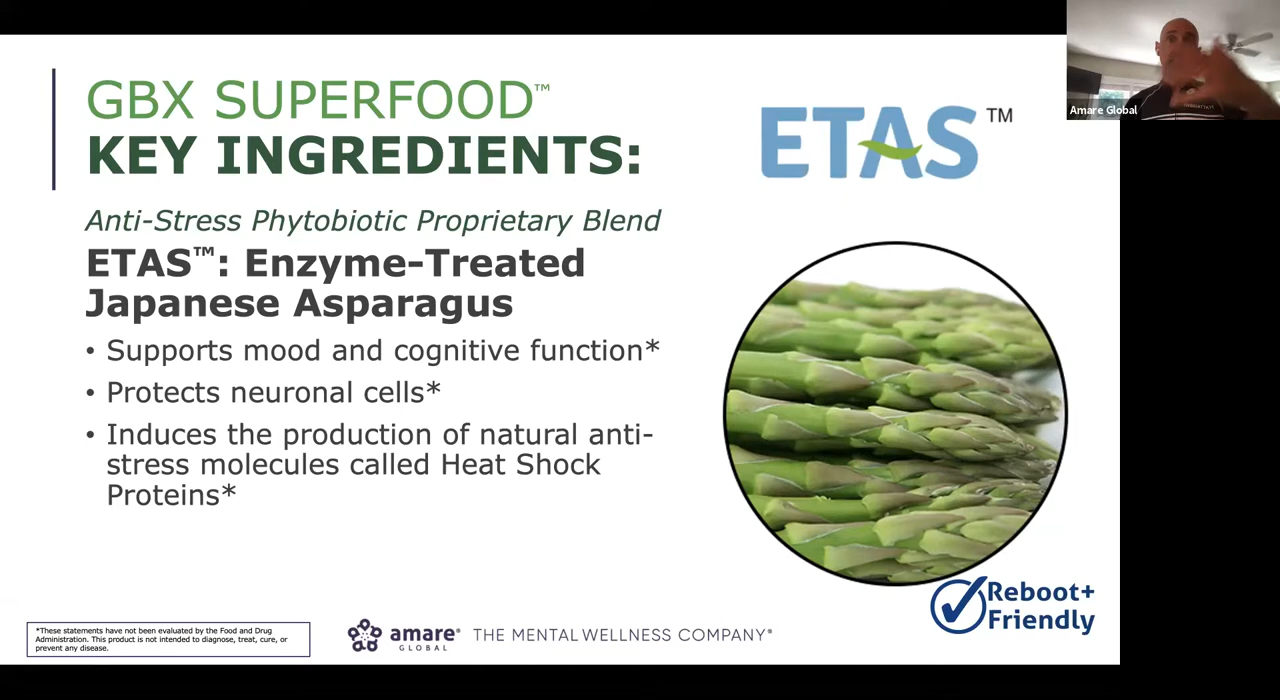 GBX SUPERFOOD™
KEY INGREDIENTS:
Anti-Stress Phytobiotic Proprietary Blend
ETAS™: Enzyme-Treated
Japanese Asparagus
• Supports mood and cognitive function*
• Protects neuronal cells*
• Induces the production of natural anti-
stress molecules called Heat Shock
Proteins*
ETAS™
Amare Global
Reboot+
Friendly
*These statements have not been evaluated by the Food and Drug
Administration. This product is not intended to diagnose, treat, cure, or
prevent any disease.
amare®
GLOBAL
THE MENTAL WELLNESS COMPANY®